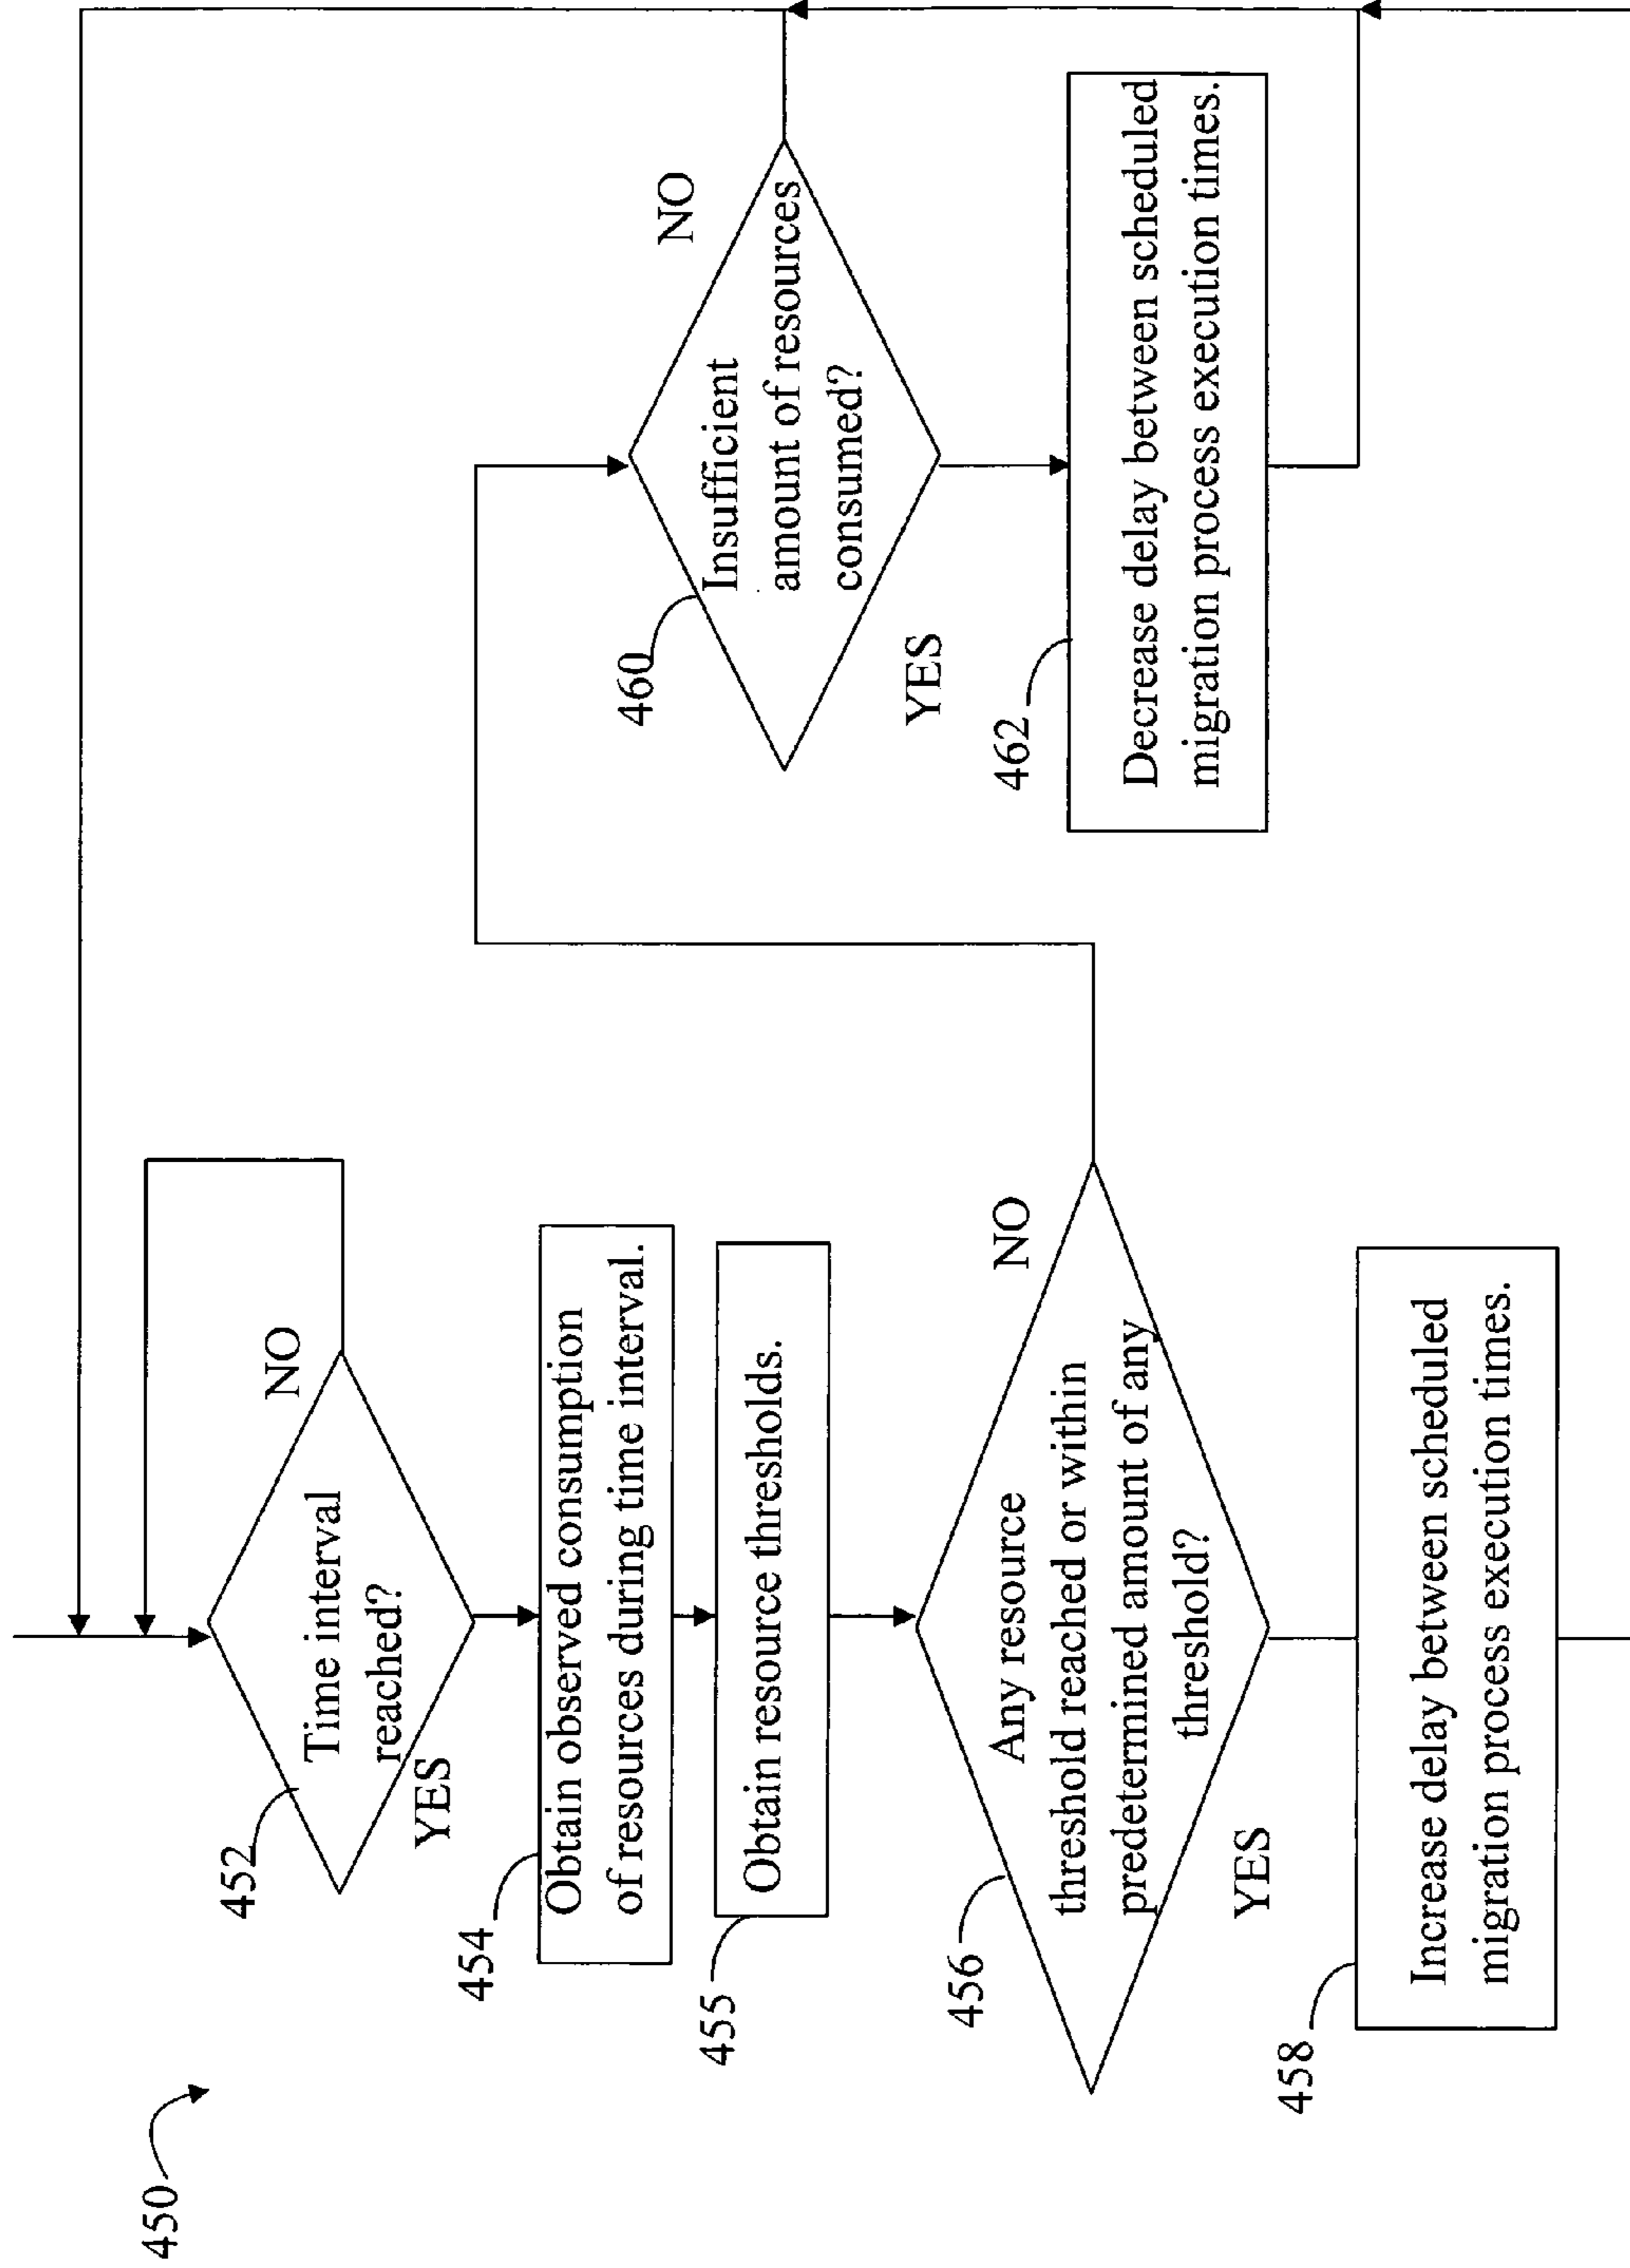 450
452
Time interval
reached?
NO
YES
454
Obtain observed consumption
of resources during time interval.
455
Obtain resource thresholds.
456
Any resource
threshold reached or within
predetermined amount of any
threshold?
NO
YES
458
Increase delay between scheduled
migration process execution times.
460
Insufficient
amount of resources
consumed?
NO
YES
462
Decrease delay between scheduled
migration process execution times.